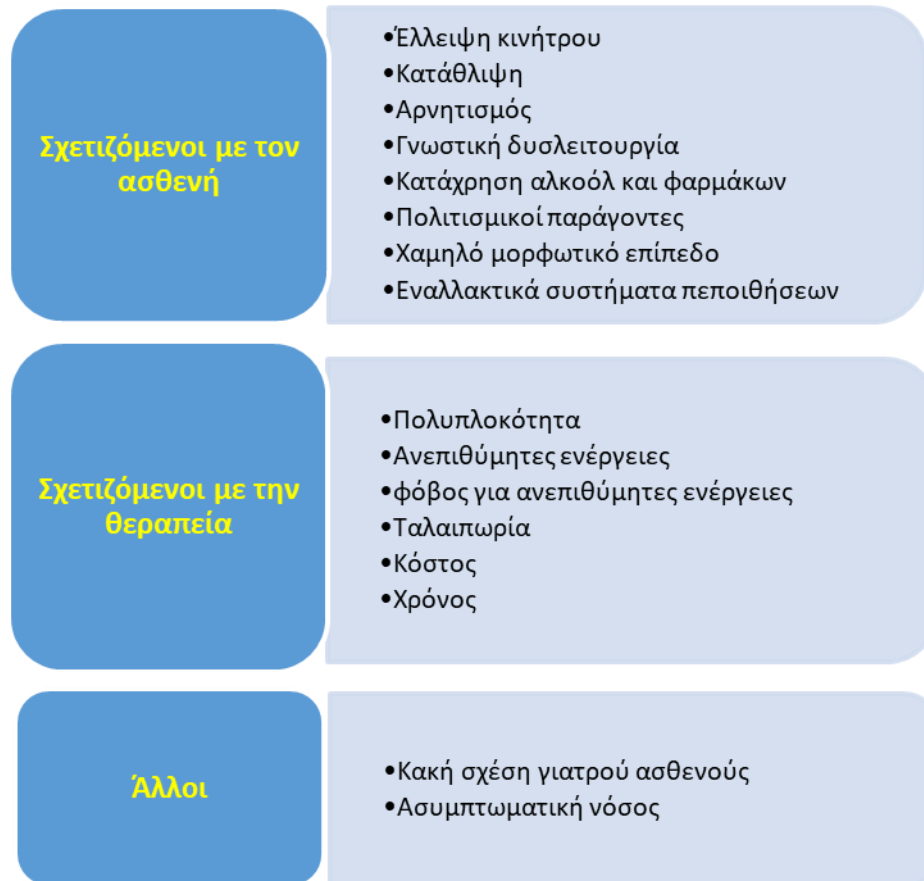 Σχετιζόμενοι με τον
ασθενή
•Έλλειψη κινήτρου
•Κατάθλιψη
•Αρνητισμός
•Γνωστική δυσλειτουργία
•Κατάχρηση αλκοόλ και φαρμάκων
•Πολιτισμικοί παράγοντες
•Χαμηλό μορφωτικό επίπεδο
•Εναλλακτικά συστήματα πεποιθήσεων
Σχετιζόμενοι με την
θεραπεία
•Πολυπλοκότητα
•Ανεπιθύμητες ενέργειες
•φόβος για ανεπιθύμητες ενέργειες
•Ταλαιπωρία
•Κόστος
•Χρόνος
Άλλοι
•Κακή σχέση γιατρού ασθενούς
•Ασυμπτωματική νόσος